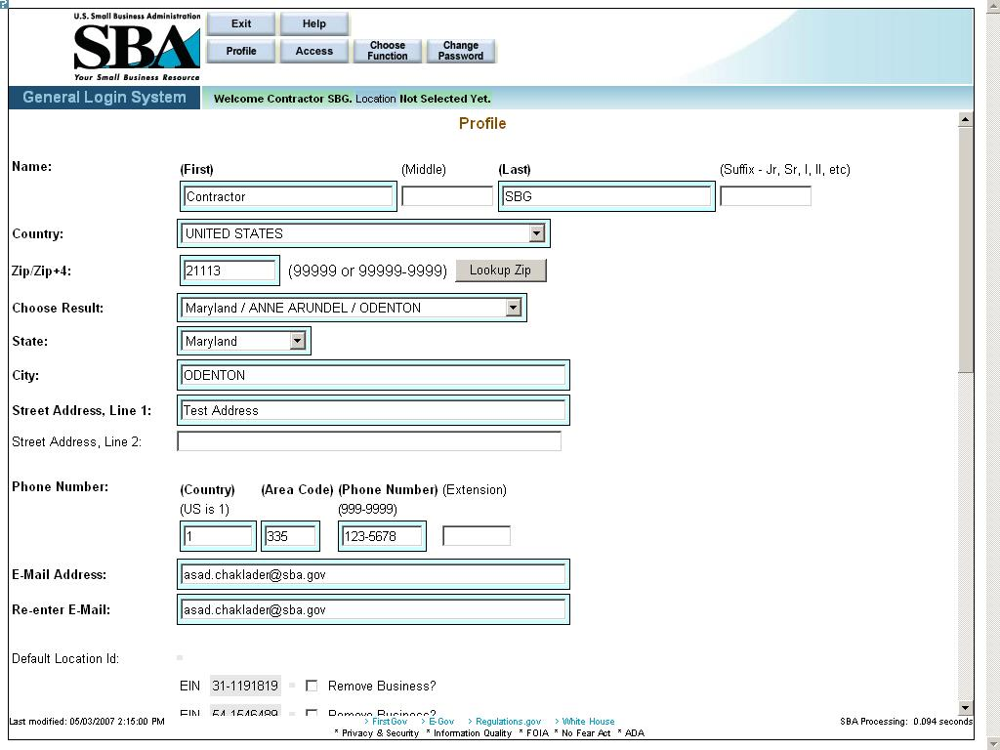 U.S. Small Business Administration
SBA
Your Small Business Resource
Exit Help
Profile Access Choose Function Change Password
General Login System Welcome Contractor SBG. Location Not Selected Yet.
Profile
Name: (First) (Middle) (Last) (Suffix - Jr, Sr, I, II, etc)
Contractor SBG
Country: UNITED STATES
Zip/Zip+4: 21113 (99999 or 99999-9999) Lookup Zip
Choose Result: Maryland / ANNE ARUNDEL / ODENTON
State: Maryland
City: ODENTON
Street Address, Line 1: Test Address
Street Address, Line 2:
Phone Number: (Country) (Area Code) (Phone Number) (Extension)
(US is 1) (999-9999)
1 335 123-5678
E-Mail Address: asad.chaklader@sba.gov
Re-enter E-Mail: asad.chaklader@sba.gov
Default Location Id:
EIN 31-1191819 Remove Business?
EIN 54-1546489 Remove Business?
Last modified: 05/03/2007 2:15:00 PM > FirstGov > E-Gov > Regulations.gov > White House SBA Processing: 0.094 seconds
* Privacy & Security * Information Quality * FOIA * No Fear Act * ADA